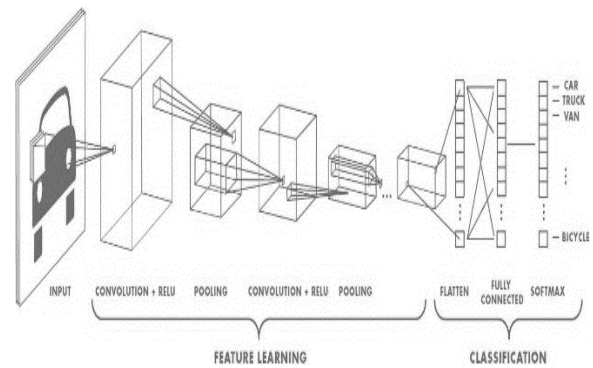 CAR
TRUCK
VAN
BICYCLE
INPUT
CONVOLUTION + RELU
POOLING
CONVOLUTION + RELU
POOLING
FLATTEN
FULLY
CONNECTED
SOFTMAX
FEATURE LEARNING
CLASSIFICATION